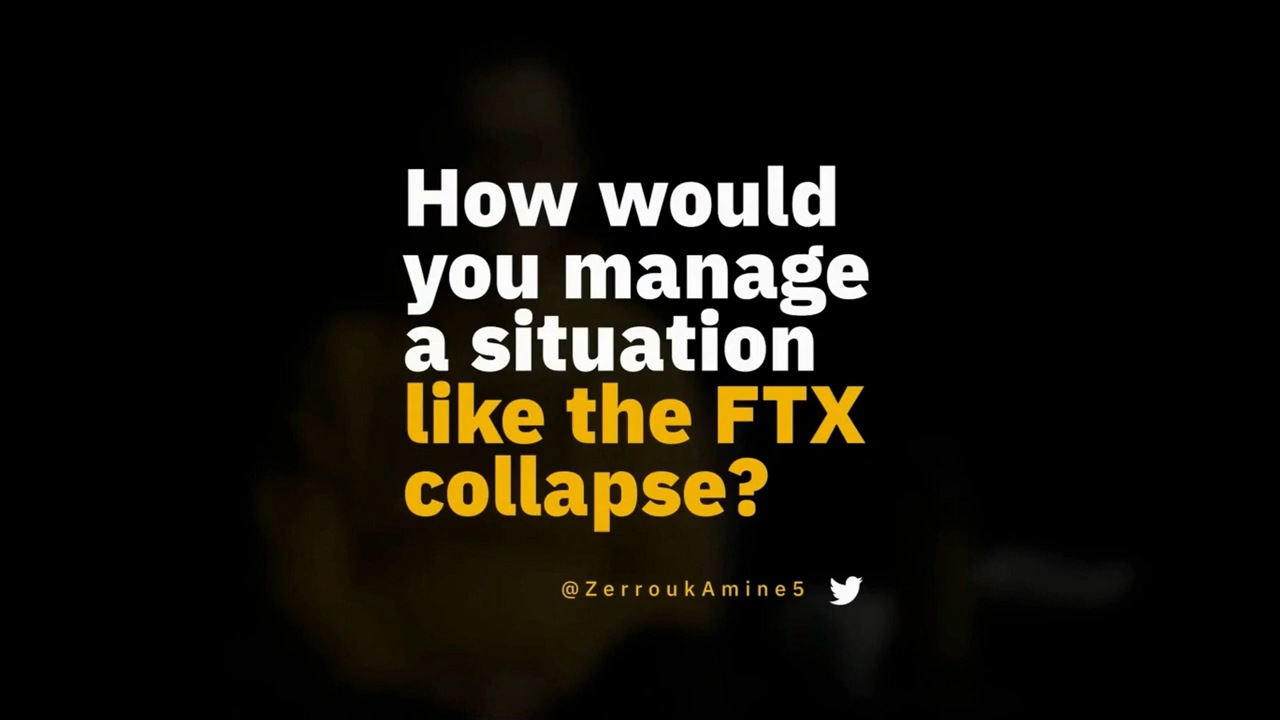 How would
you manage
a situation
like the FTX
collapse?
@ZerroukAmine5